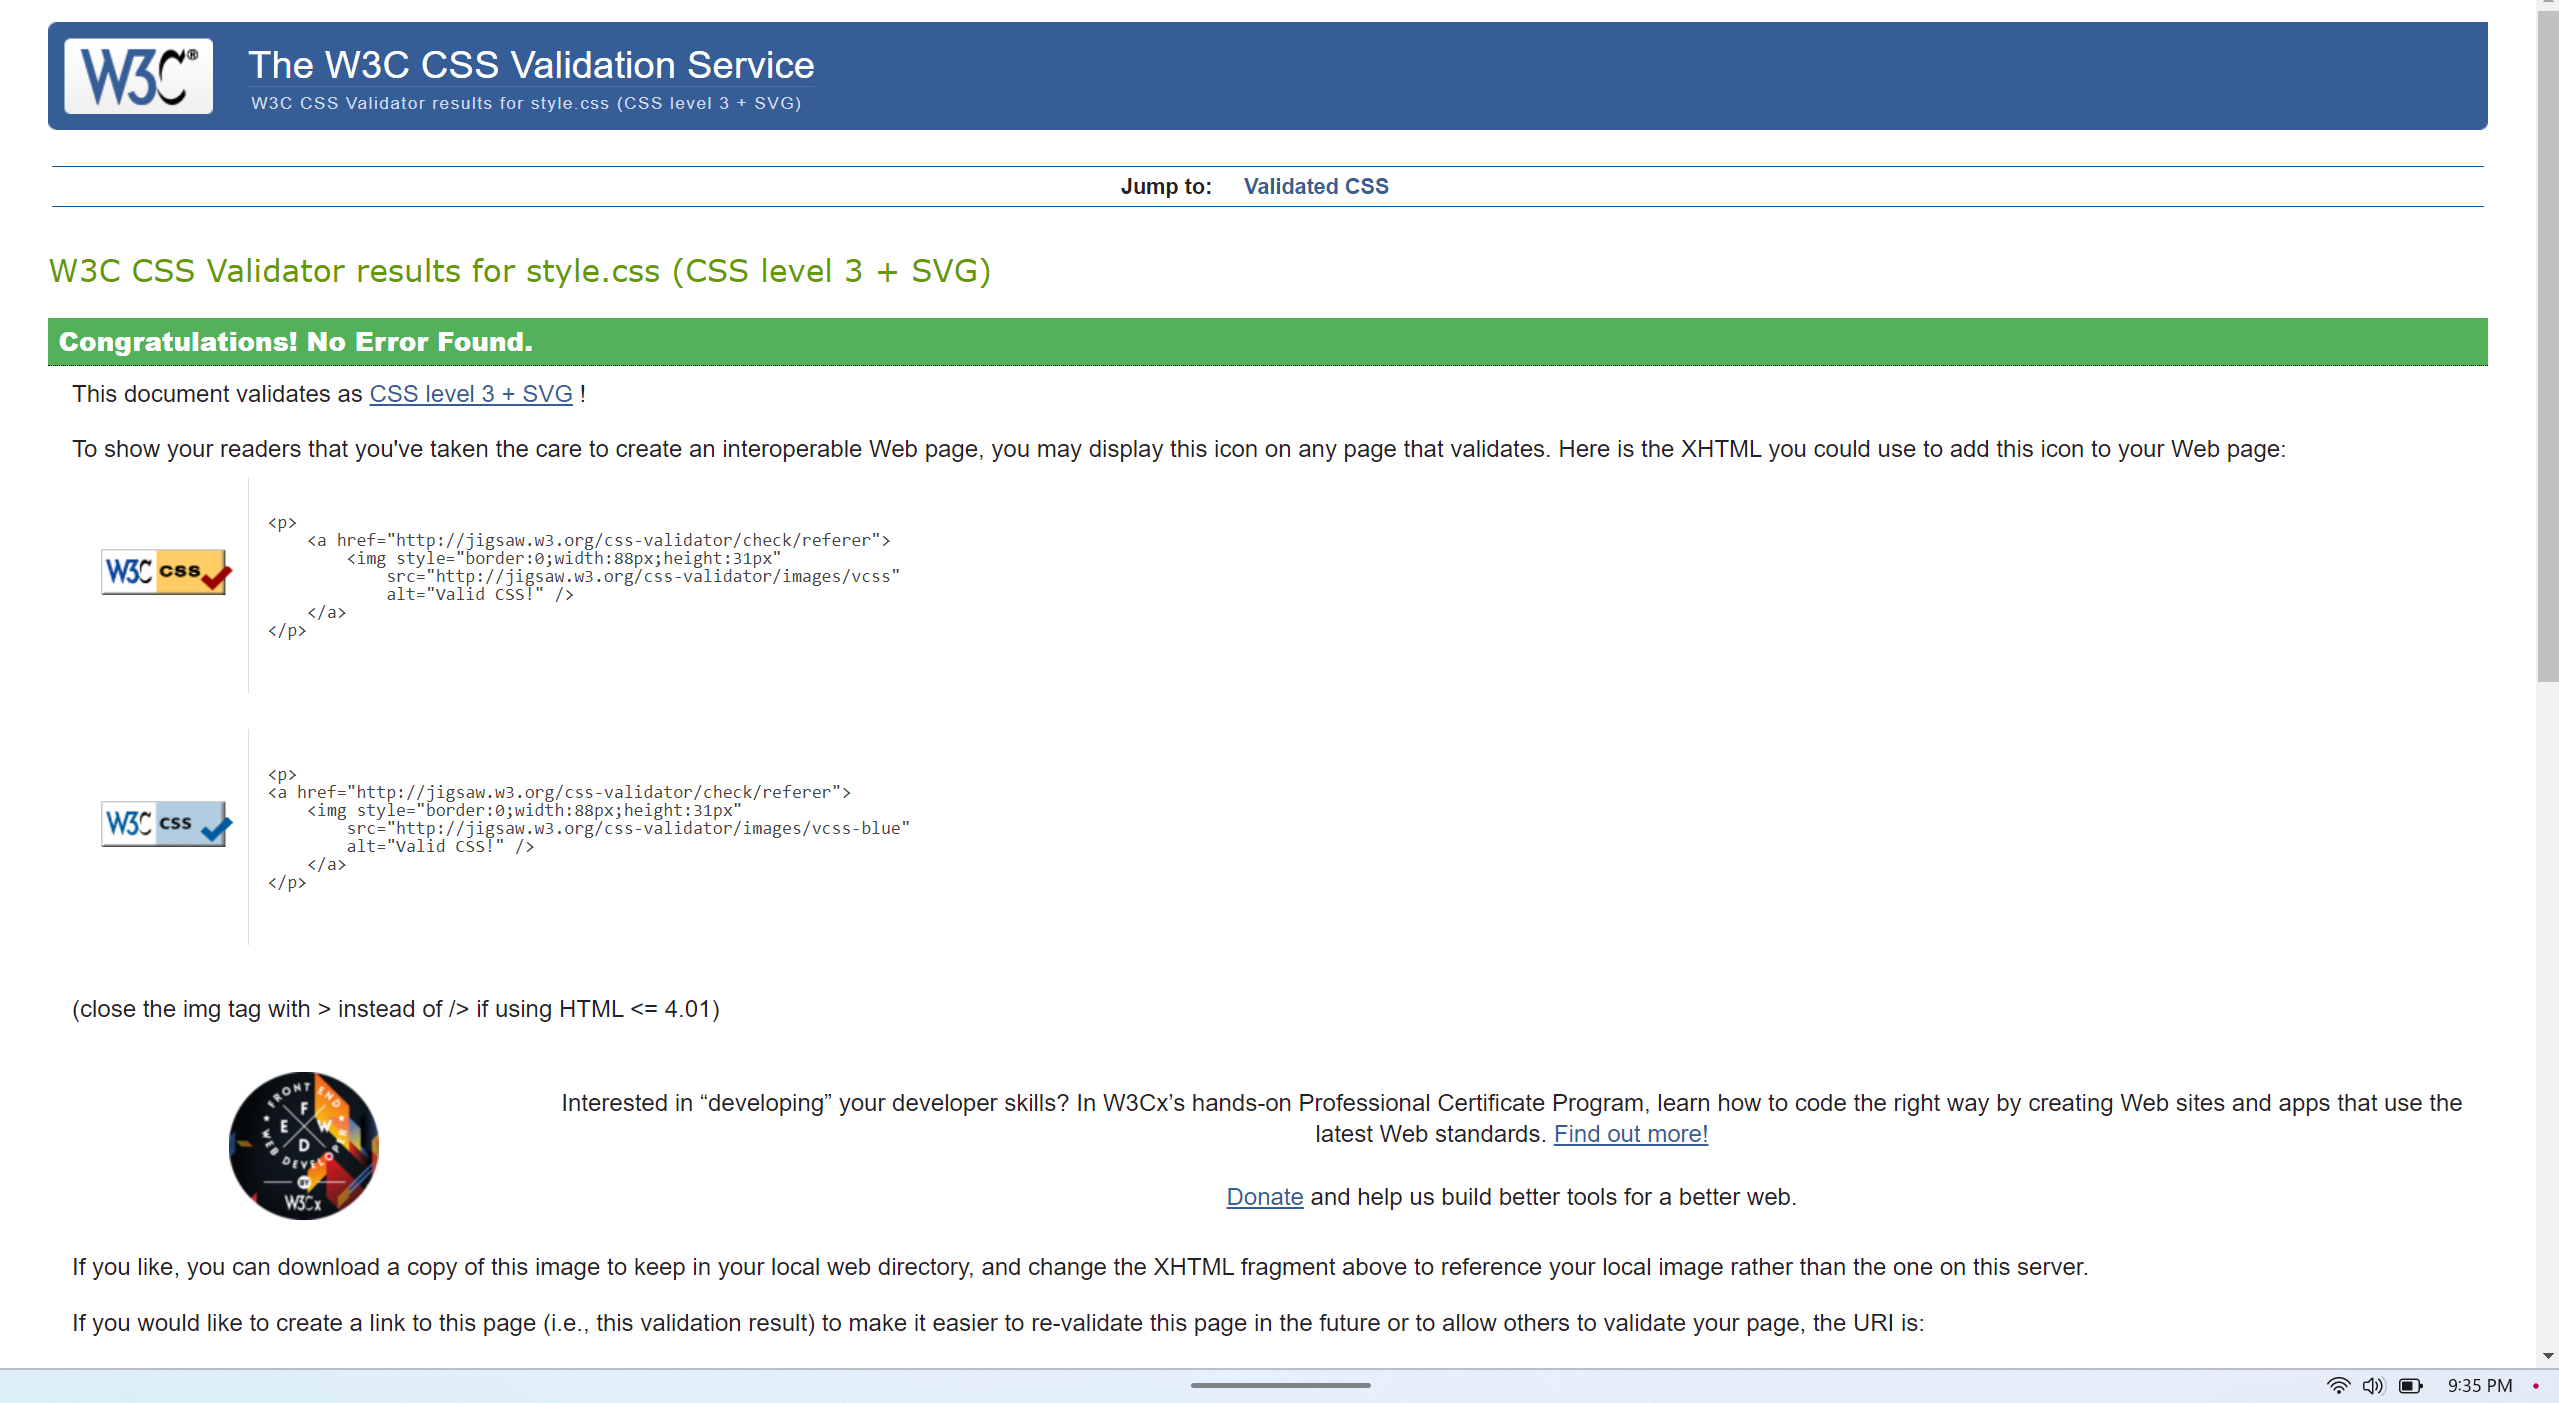 W3C®
The W3C CSS Validation Service
W3C CSS Validator results for style.css (CSS level 3 + SVG)
Jump to: Validated CSS
W3C CSS Validator results for style.css (CSS level 3 + SVG)
Congratulations! No Error Found.
This document validates as CSS level 3 + SVG !
To show your readers that you've taken the care to create an interoperable Web page, you may display this icon on any page that validates. Here is the XHTML you could use to add this icon to your Web page:
W3C css
<p>
<a href="http://jigsaw.w3.org/css-validator/check/referer">
<img style="border:0;width:88px;height:31px"
src="http://jigsaw.w3.org/css-validator/images/vcss"
alt="Valid CSS!" />
</a>
</p>
W3C css
<p>
<a href="http://jigsaw.w3.org/css-validator/check/referer">
<img style="border:0;width:88px;height:31px"
src="http://jigsaw.w3.org/css-validator/images/vcss-blue"
alt="Valid CSS!" />
</a>
</p>
(close the img tag with > instead of /> if using HTML <= 4.01)
FRONT END
F
E W
D
WEB DEVELOPER
BY
W3Cx
Interested in “developing” your developer skills? In W3Cx’s hands-on Professional Certificate Program, learn how to code the right way by creating Web sites and apps that use the
latest Web standards. Find out more!
Donate and help us build better tools for a better web.
If you like, you can download a copy of this image to keep in your local web directory, and change the XHTML fragment above to reference your local image rather than the one on this server.
If you would like to create a link to this page (i.e., this validation result) to make it easier to re-validate this page in the future or to allow others to validate your page, the URI is:
9:35 PM